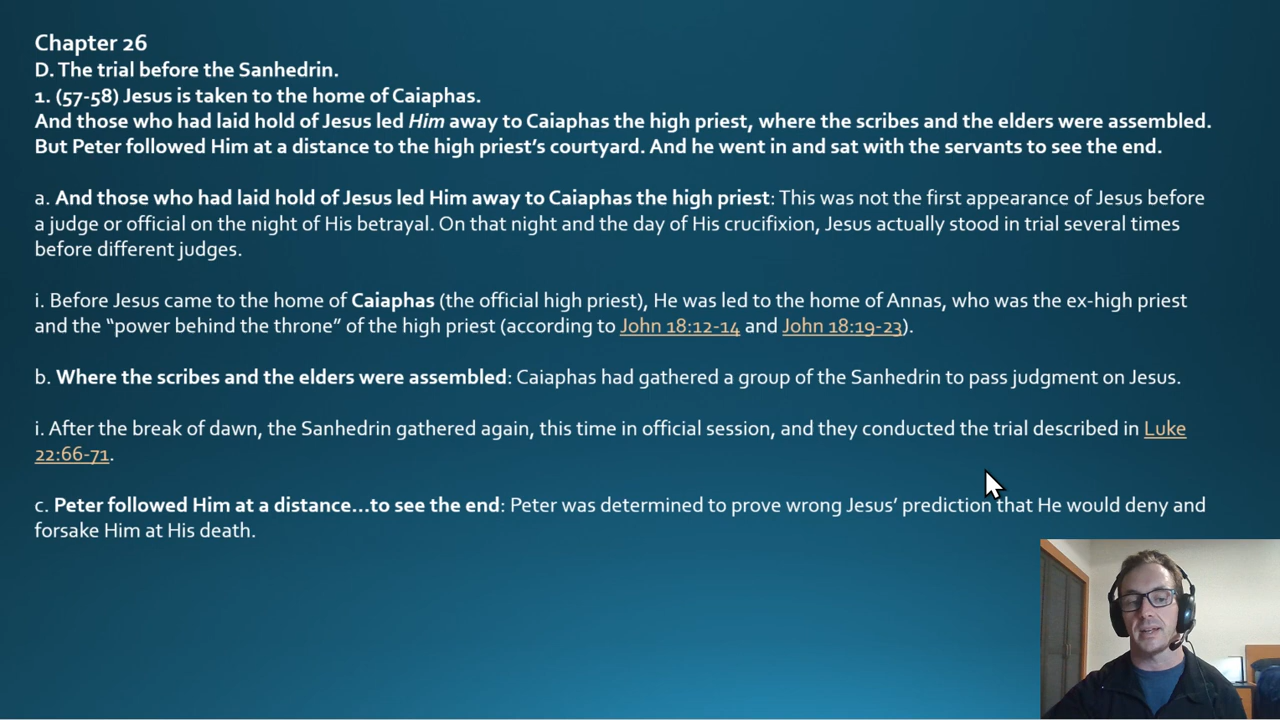 Chapter 26
D. The trial before the Sanhedrin.
1. (57-58) Jesus is taken to the home of Caiaphas.
And those who had laid hold of Jesus led Him away to Caiaphas the high priest, where the scribes and the elders were assembled.
But Peter followed Him at a distance to the high priest's courtyard. And he went in and sat with the servants to see the end.
a. And those who had laid hold of Jesus led Him away to Caiaphas the high priest: This was not the first appearance of Jesus before
a judge or official on the night of His betrayal. On that night and the day of His crucifixion, Jesus actually stood in trial several times
before different judges.
i. Before Jesus came to the home of Caiaphas (the official high priest), He was led to the home of Annas, who was the ex-high priest
and the “power behind the throne” of the high priest (according to John 18:12-14 and John 18:19-23).
b. Where the scribes and the elders were assembled: Caiaphas had gathered a group of the Sanhedrin to pass judgment on Jesus.
i. After the break of dawn, the Sanhedrin gathered again, this time in official session, and they conducted the trial described in Luke
22:66-71.
c. Peter followed Him at a distance…to see the end: Peter was determined to prove wrong Jesus’ prediction that He would deny and
forsake Him at His death.